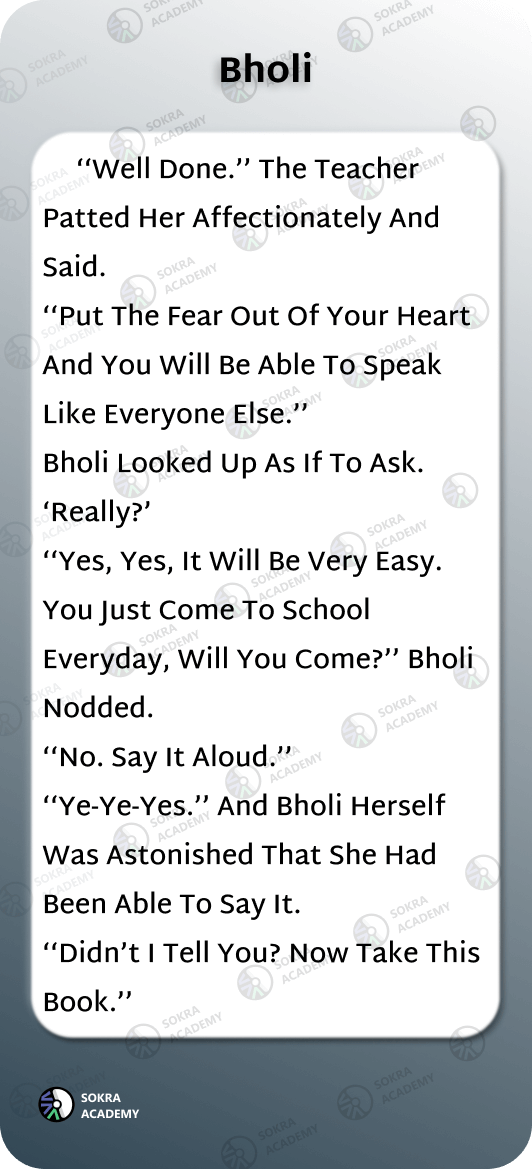 Bholi
‘‘Well Done.’’ The Teacher
Patted Her Affectionately And
Said.
‘‘Put The Fear Out Of Your Heart
And You Will Be Able To Speak
Like Everyone Else.’’
Bholi Looked Up As If To Ask.
‘Really?’
‘‘Yes, Yes, It Will Be Very Easy.
You Just Come To School
Everyday, Will You Come?’’ Bholi
Nodded.
‘‘No. Say It Aloud.’’
‘‘Ye-Ye-Yes.’’ And Bholi Herself
Was Astonished That She Had
Been Able To Say It.
‘‘Didn’t I Tell You? Now Take This
Book.’’
SOKRA
ACADEMY